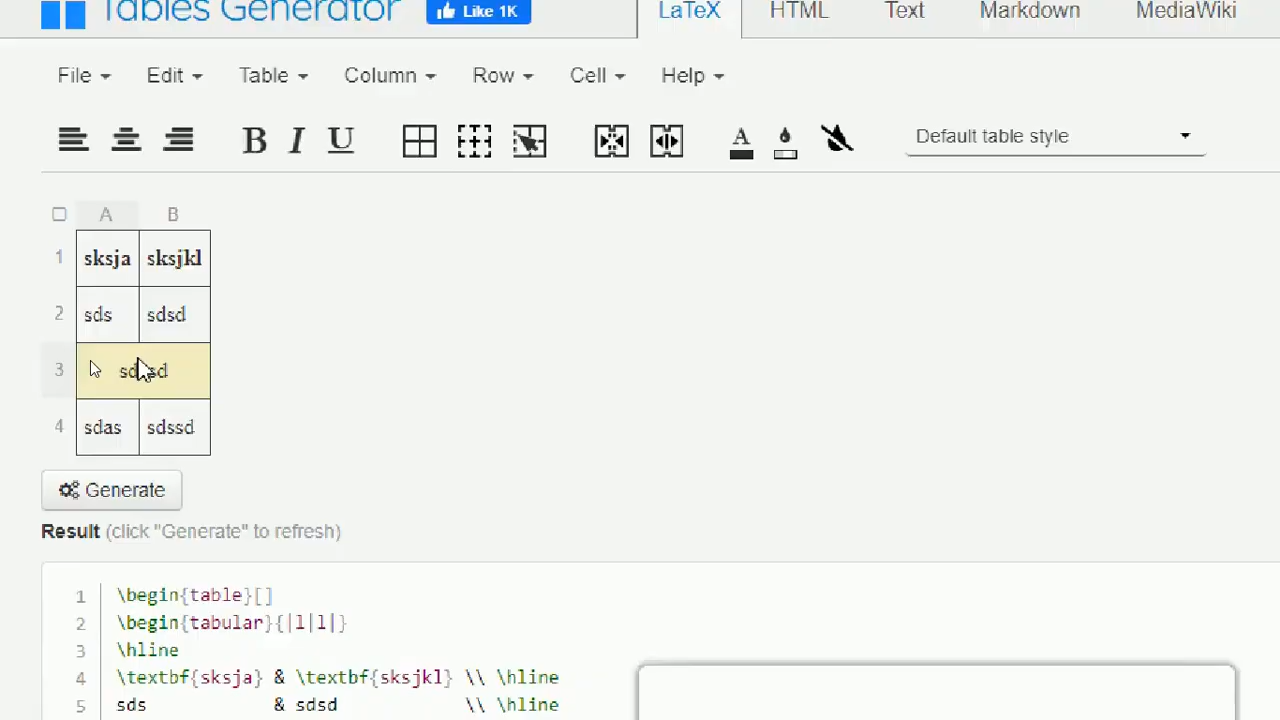 Tables Generator Like 1K LaTeX HTML Text Markdown MediaWiki
File Edit Table Column Row Cell Help
B I U A Default table style
A B
1 sksja sksjkl
2 sds sdsd
3
4 sdas sdssd
Generate
Result (click "Generate" to refresh)
1 \begin{table}[]
2 \begin{tabular}{|l|l|}
3 \hline
4 \textbf{sksja} & \textbf{sksjkl} \\ \hline
5 sds & sdsd \\ \hline